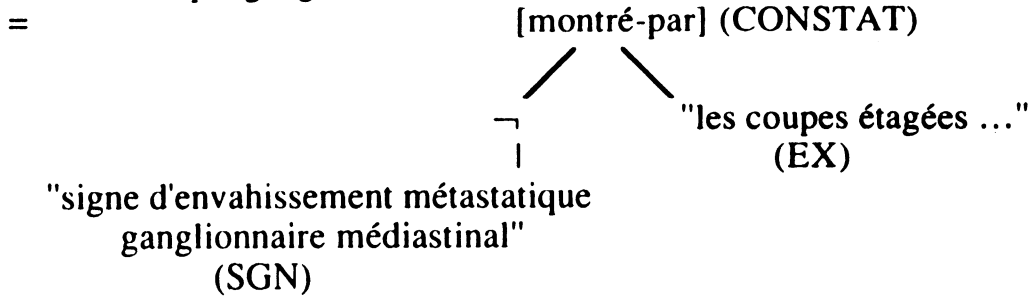 = [montré-par] (CONSTAT)
¬ "les coupes étagées ..."
(EX)
"signe d'envahissement métastatique
ganglionnaire médiastinal"
(SGN)